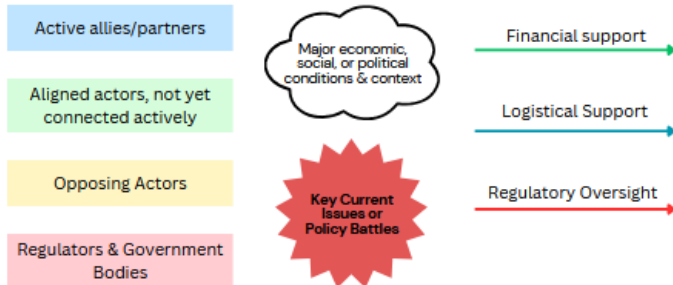 Active allies/partners
Aligned actors, not yet
connected actively
Opposing Actors
Regulators & Government
Bodies
Major economic,
social, or political
conditions & context
Key Current
Issues or
Policy Battles
Financial support
Logistical Support
Regulatory Oversight